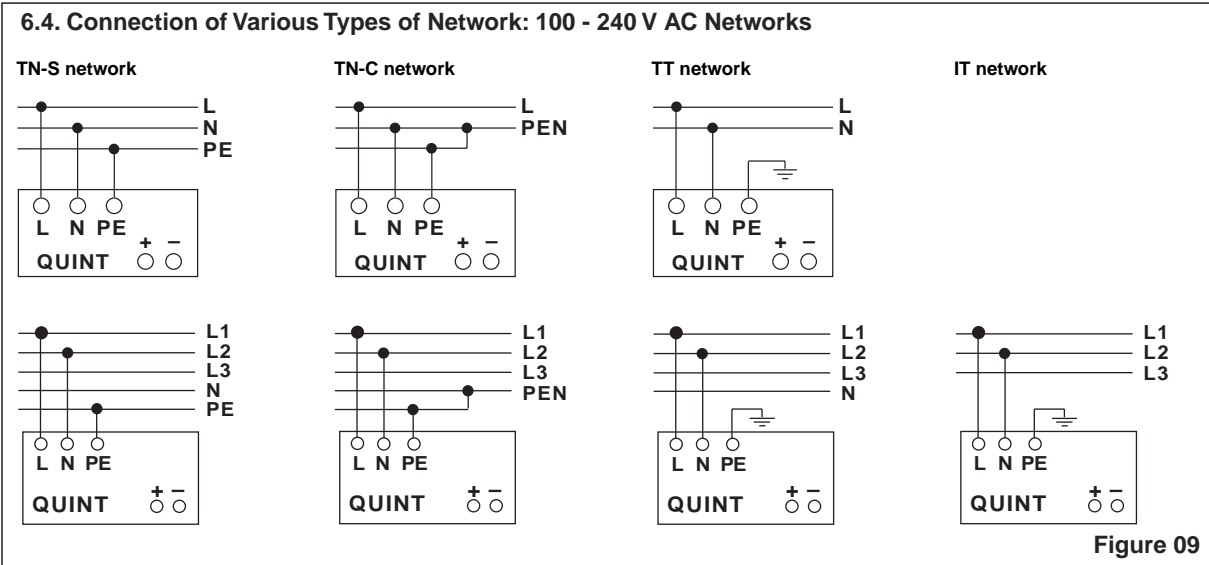 6.4. Connection of Various Types of Network: 100 - 240 V AC Networks
TN-S network
L
N
PE
L N PE
+ –
QUINT
TN-C network
L
PEN
L N PE
+ –
QUINT
TT network
L
N
L N PE
+ –
QUINT
IT network
L1
L2
L3
N
PE
L N PE
+ –
QUINT
L1
L2
L3
PEN
L N PE
+ –
QUINT
L1
L2
L3
N
L N PE
+ –
QUINT
L1
L2
L3
L N PE
+ –
QUINT
Figure 09